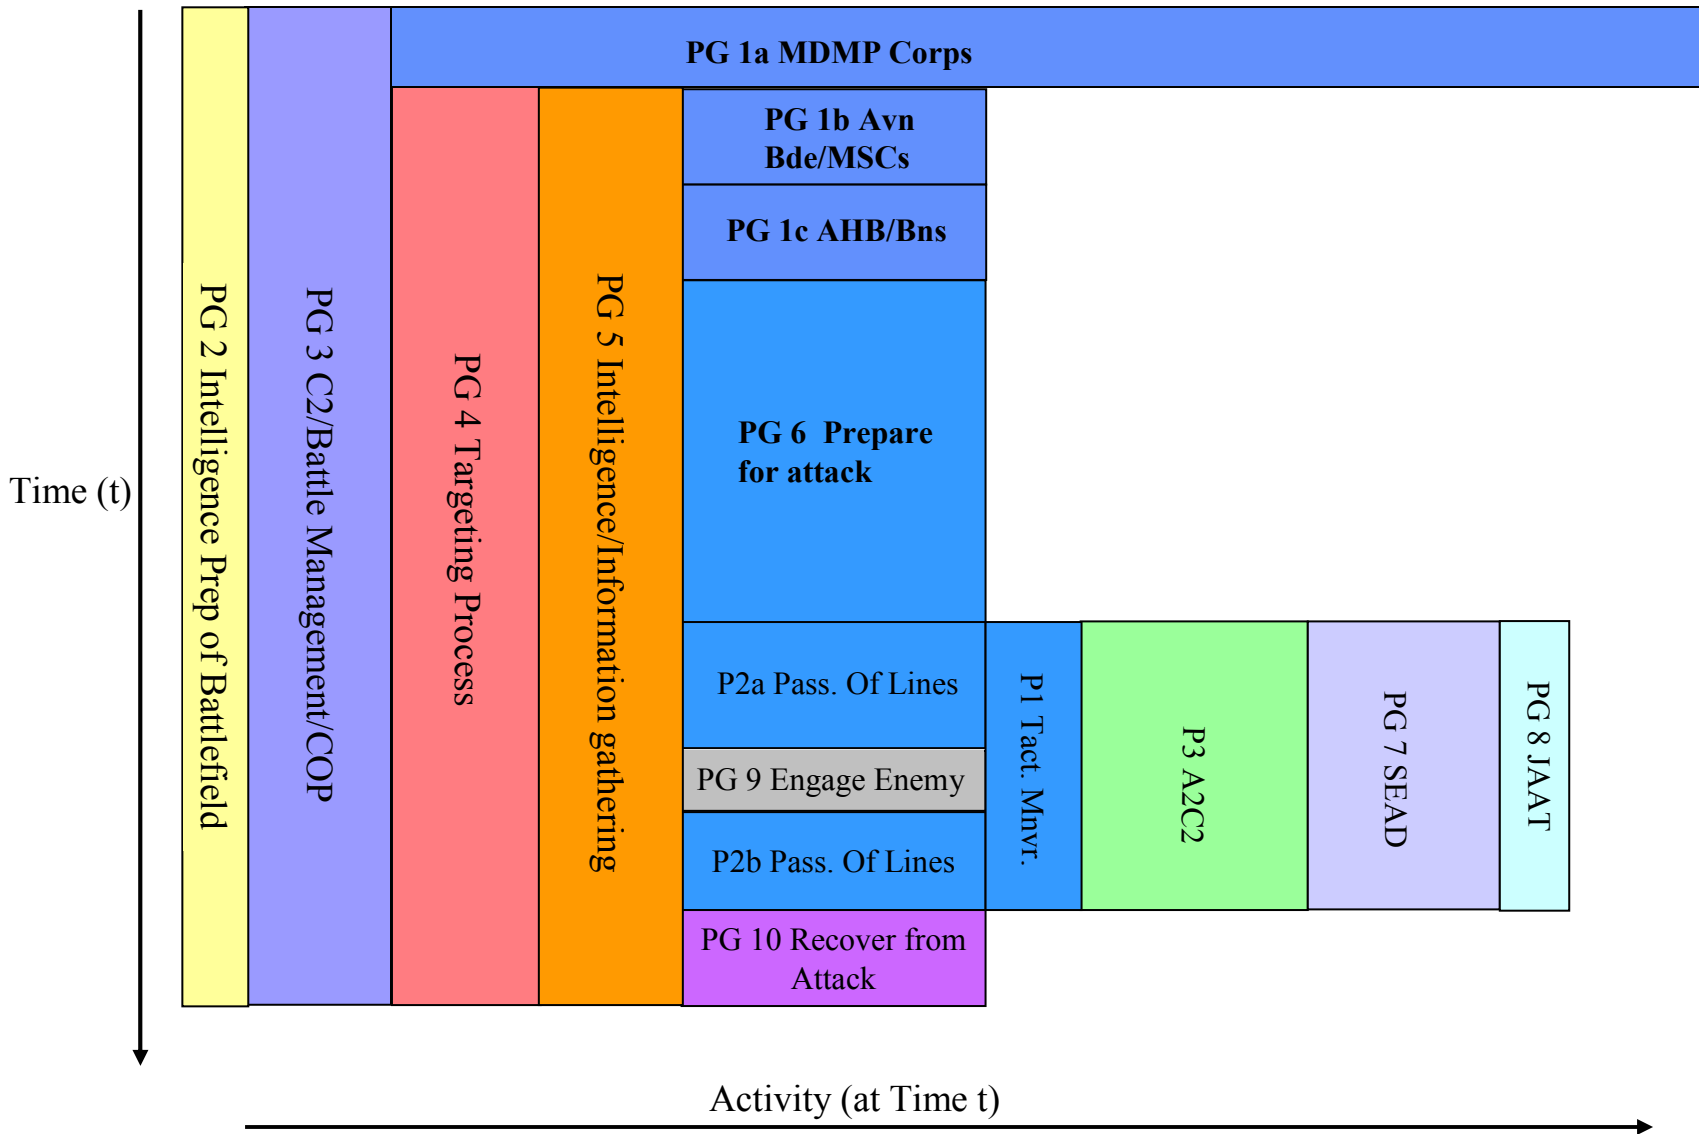 PG 1a MDMP Corps
PG 1b Avn
Bde/MSCs
PG 1c AHB/Bns
PG 2 Intelligence Prep of Battlefield
PG 3 C2/Battle Management/COP
PG 4 Targeting Process
PG 5 Intelligence/Information gathering
PG 6 Prepare
for attack
Time (t)
P2a Pass. Of Lines
PG 9 Engage Enemy
P2b Pass. Of Lines
P1 Tact. Mnvr.
P3 A2C2
PG 7 SEAD
PG 8 JAAT
PG 10 Recover from
Attack
Activity (at Time t)